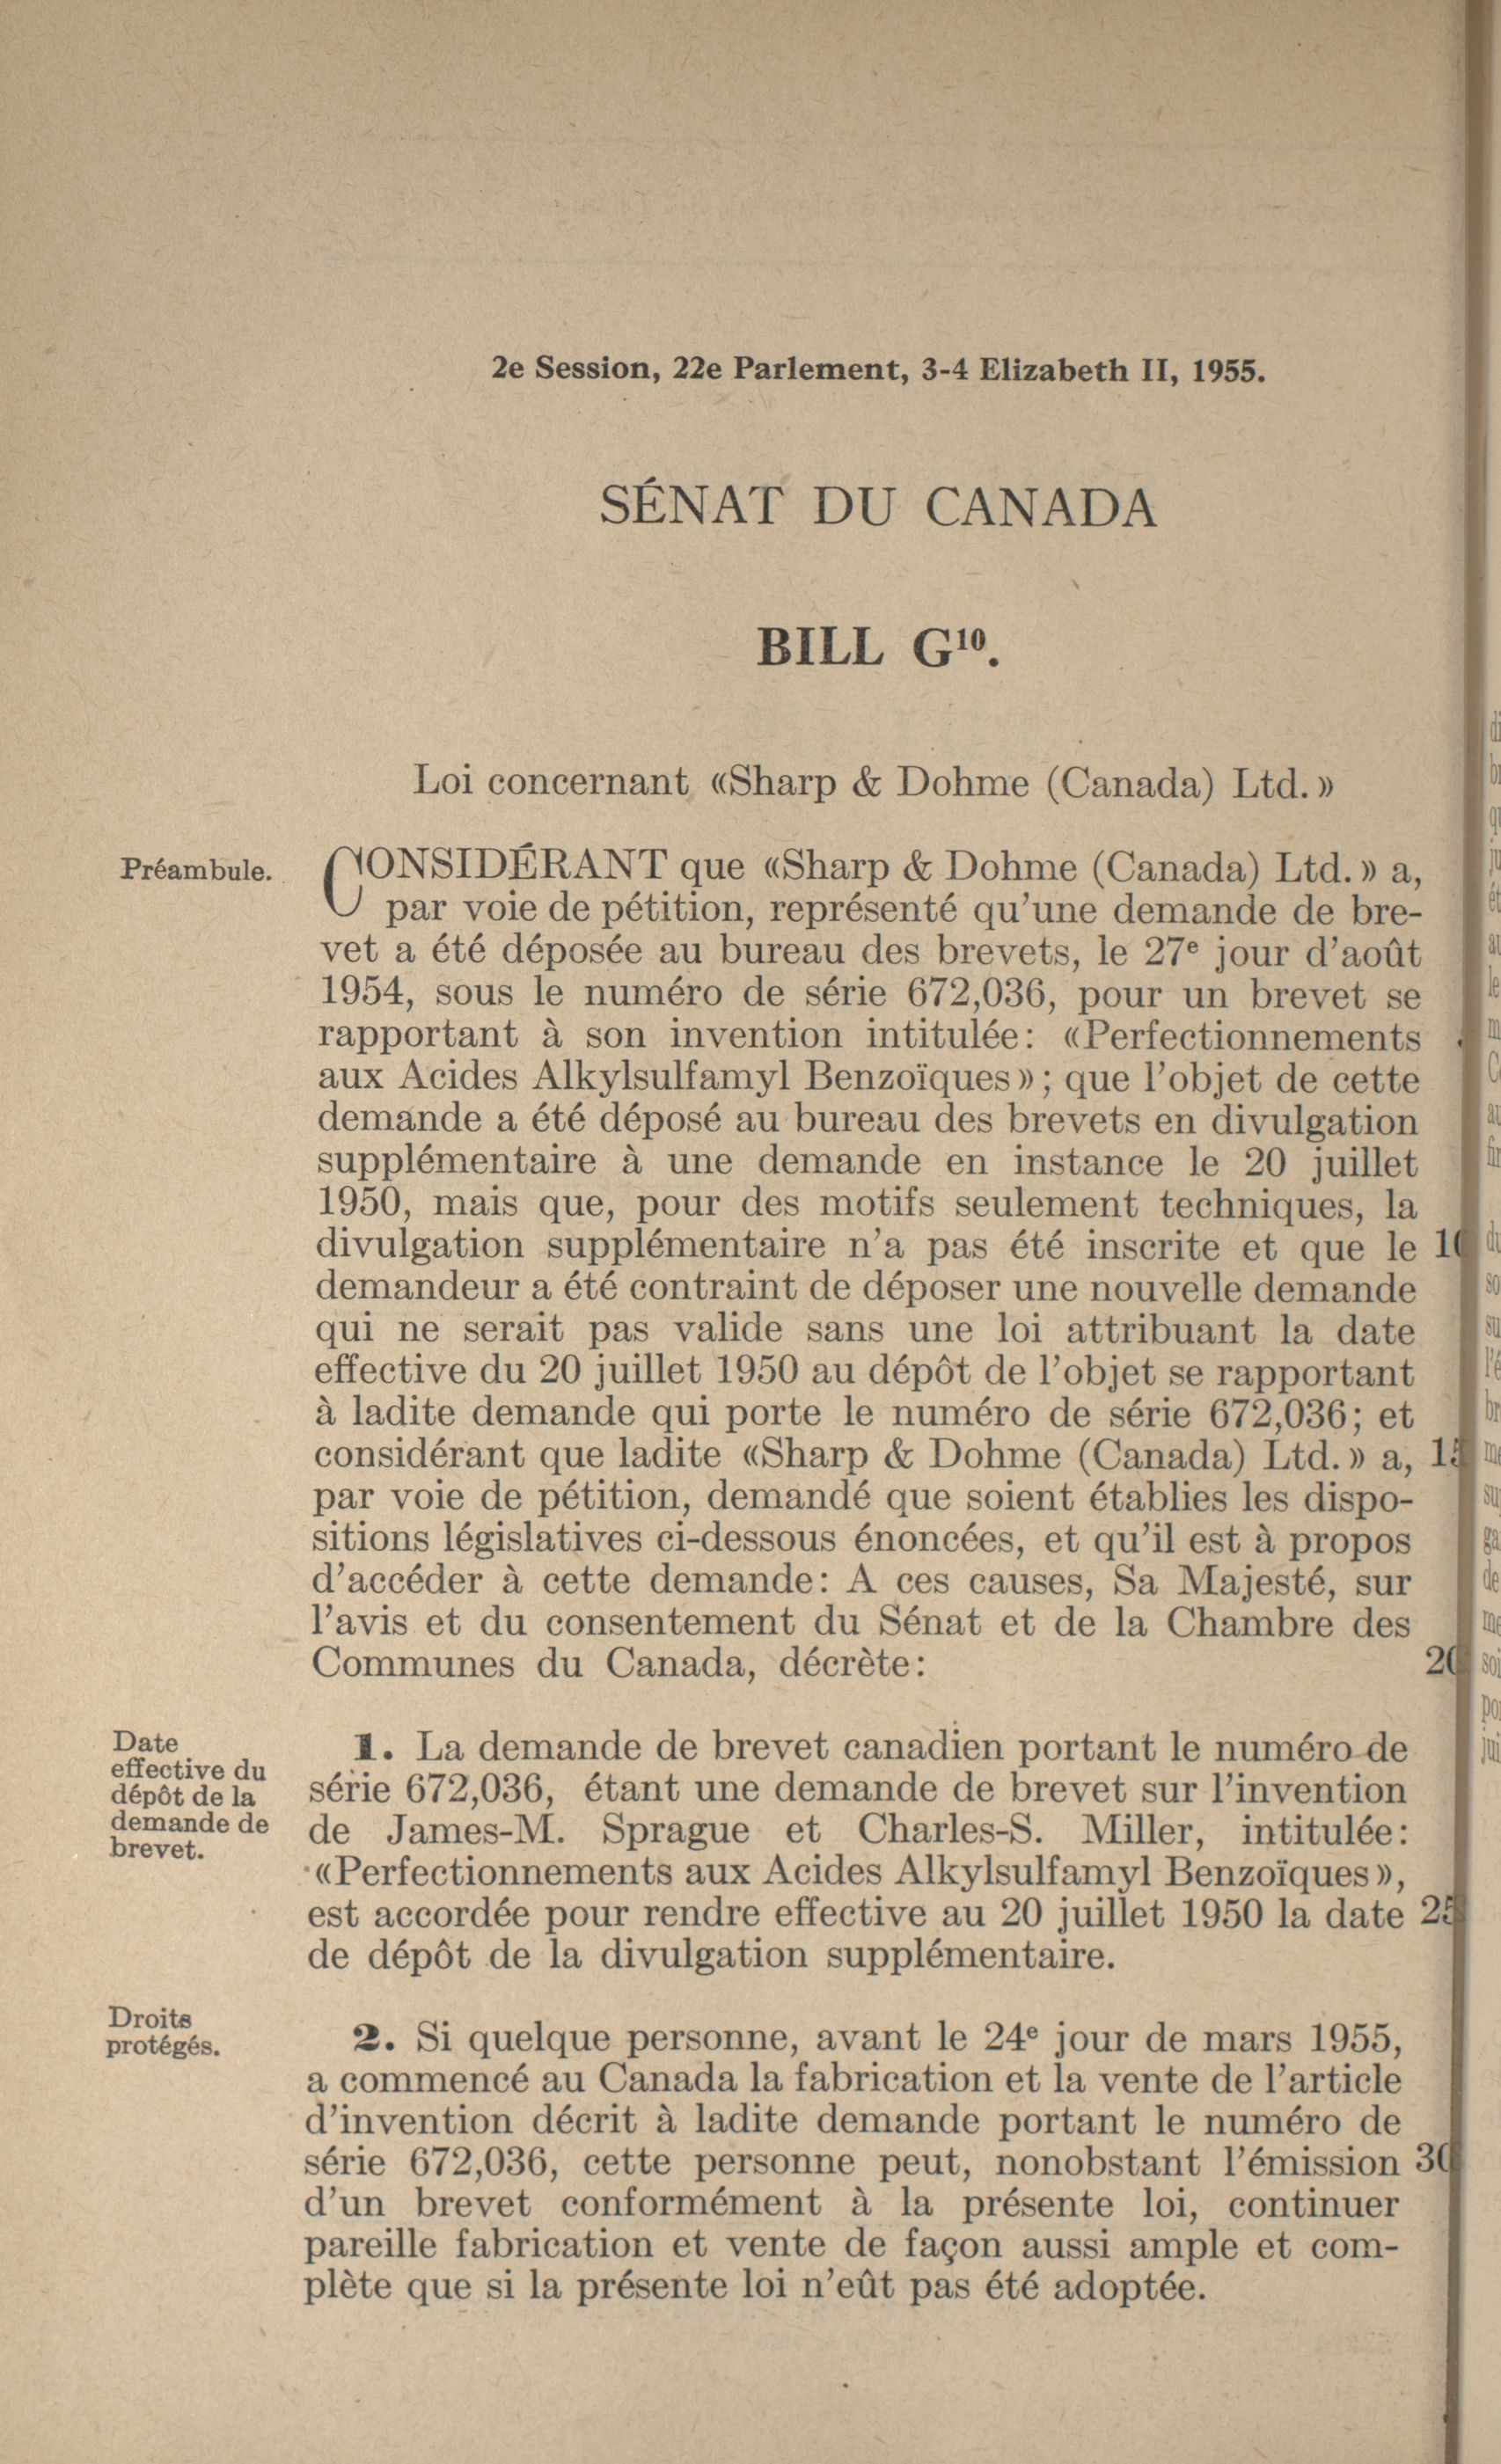 2e Session, 22e Parlement, 3-4 Elizabeth II, 1955.
SÉNAT DU CANADA
BILL G¹⁰.
Loi concernant «Sharp & Dohme (Canada) Ltd.»
Préambule.
CONSIDÉRANT que «Sharp & Dohme (Canada) Ltd.» a,
par voie de pétition, représenté qu'une demande de bre-
vet a été déposée au bureau des brevets, le 27ᵉ jour d'août
1954, sous le numéro de série 672,036, pour un brevet se
rapportant à son invention intitulée: «Perfectionnements
aux Acides Alkylsulfamyl Benzoïques»; que l'objet de cette
demande a été déposé au bureau des brevets en divulgation
supplémentaire à une demande en instance le 20 juillet
1950, mais que, pour des motifs seulement techniques, la
divulgation supplémentaire n'a pas été inscrite et que le 10
demandeur a été contraint de déposer une nouvelle demande
qui ne serait pas valide sans une loi attribuant la date
effective du 20 juillet 1950 au dépôt de l'objet se rapportant
à ladite demande qui porte le numéro de série 672,036; et
considérant que ladite «Sharp & Dohme (Canada) Ltd.» a, 15
par voie de pétition, demandé que soient établies les dispo-
sitions législatives ci-dessous énoncées, et qu'il est à propos
d'accéder à cette demande: A ces causes, Sa Majesté, sur
l'avis et du consentement du Sénat et de la Chambre des
Communes du Canada, décrète: 20
Date
effective du
dépôt de la
demande de
brevet.
1. La demande de brevet canadien portant le numéro de
série 672,036, étant une demande de brevet sur l'invention
de James-M. Sprague et Charles-S. Miller, intitulée:
«Perfectionnements aux Acides Alkylsulfamyl Benzoïques»,
est accordée pour rendre effective au 20 juillet 1950 la date 25
de dépôt de la divulgation supplémentaire.
Droits
protégés.
2. Si quelque personne, avant le 24ᵉ jour de mars 1955,
a commencé au Canada la fabrication et la vente de l'article
d'invention décrit à ladite demande portant le numéro de
série 672,036, cette personne peut, nonobstant l'émission 30
d'un brevet conformément à la présente loi, continuer
pareille fabrication et vente de façon aussi ample et com-
plète que si la présente loi n'eût pas été adoptée.